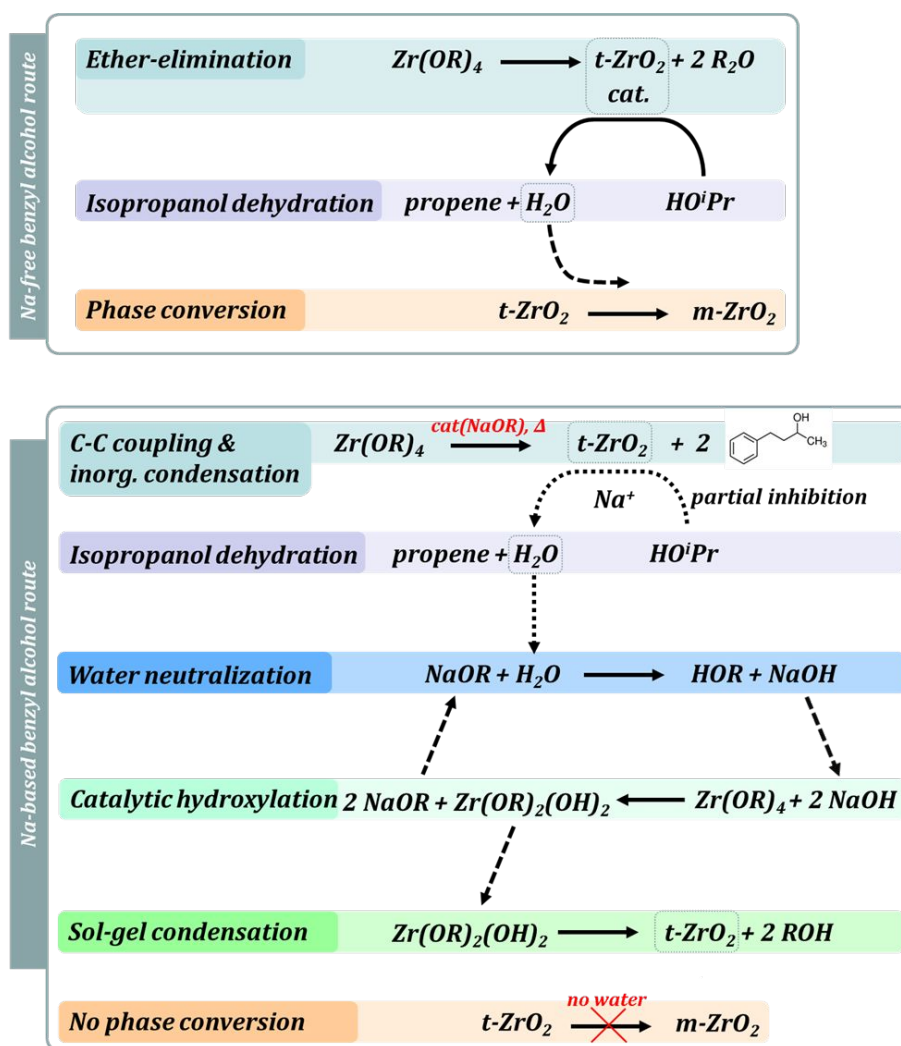 Na-free benzyl alcohol route
Ether-elimination Zr(OR)₄ t-ZrO₂ + 2 R₂O
cat.
Isopropanol dehydration propene + H₂O HOⁱPr
Phase conversion t-ZrO₂ m-ZrO₂
Na-based benzyl alcohol route
C-C coupling &
inorg. condensation
Zr(OR)₄ cat(NaOR), Δ t-ZrO₂ + 2 OH CH₃
Na⁺ partial inhibition
Isopropanol dehydration propene + H₂O HOⁱPr
Water neutralization NaOR + H₂O HOR + NaOH
Catalytic hydroxylation 2 NaOR + Zr(OR)₂(OH)₂ Zr(OR)₄ + 2 NaOH
Sol-gel condensation Zr(OR)₂(OH)₂ t-ZrO₂ + 2 ROH
No phase conversion t-ZrO₂ no water m-ZrO₂